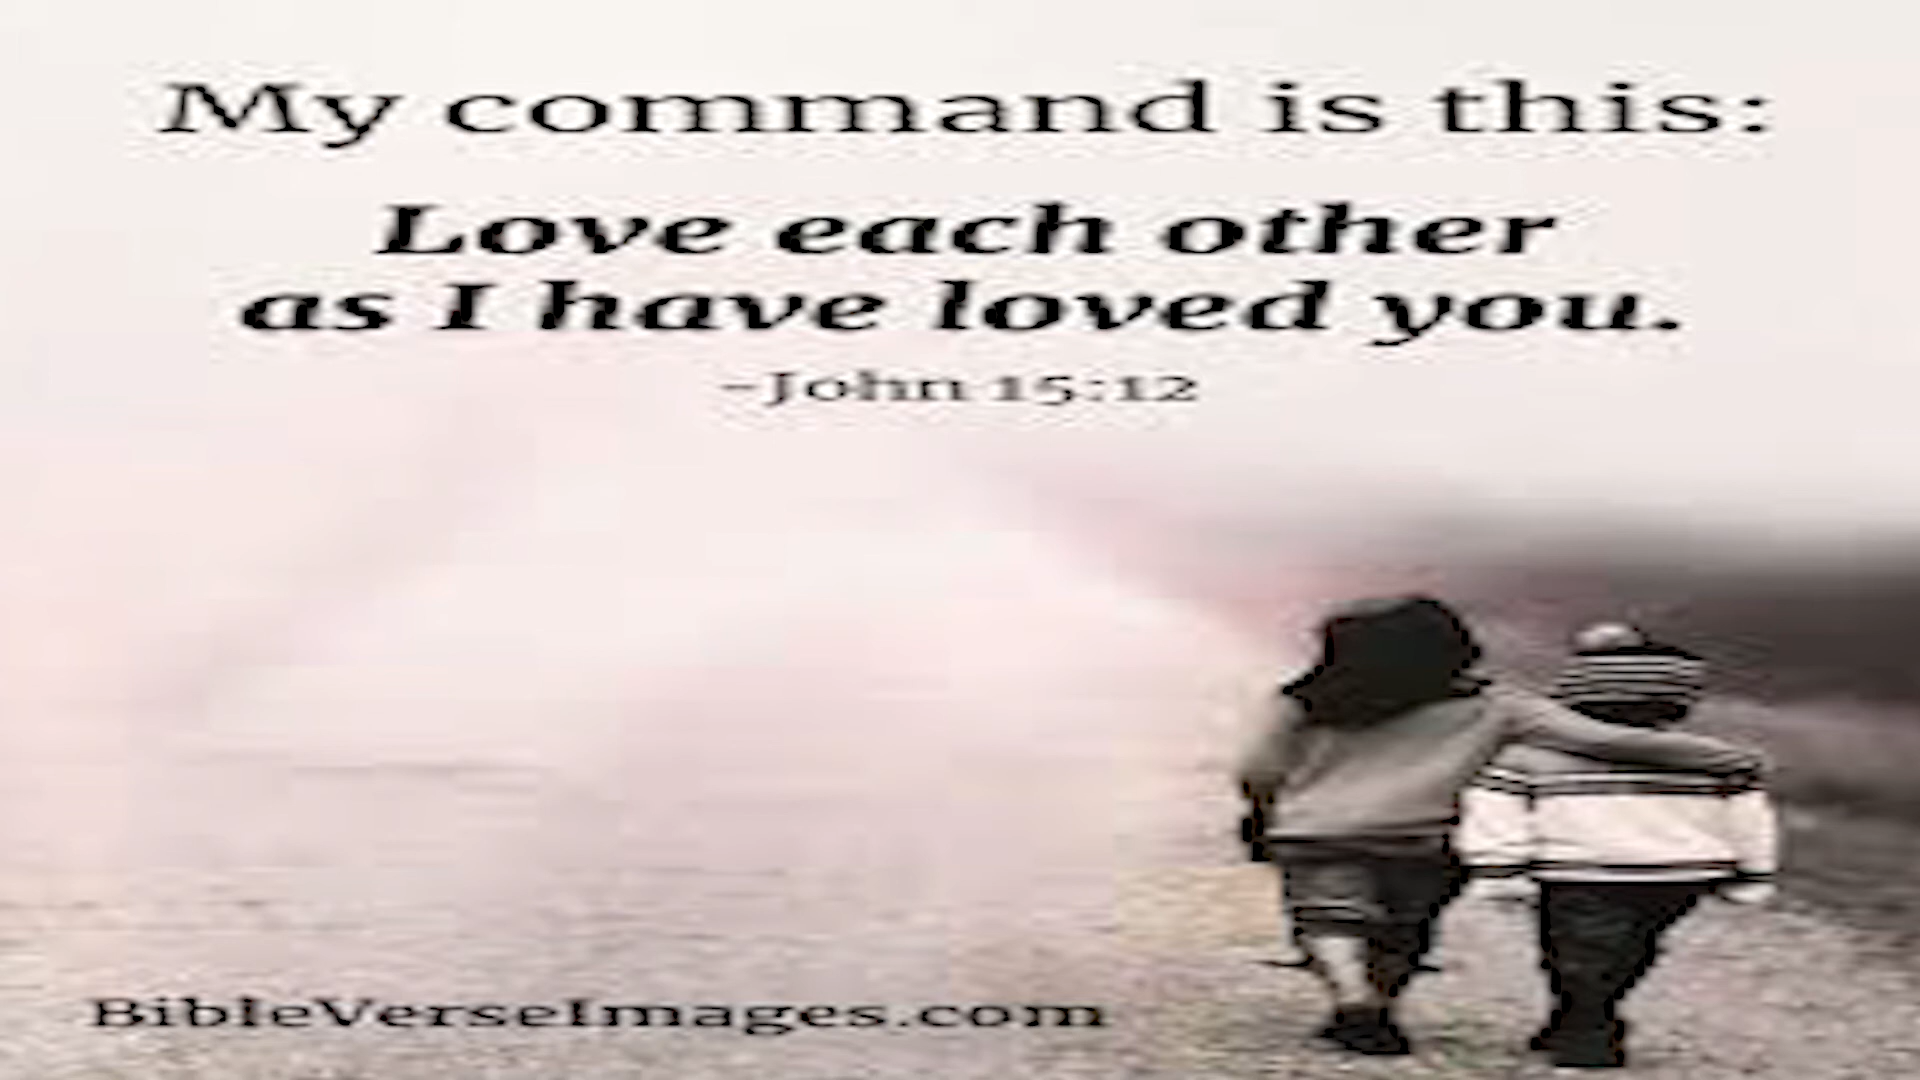 My command is this:
Love each other
as I have loved you.
-John 15:12
BibleVerseImages.com